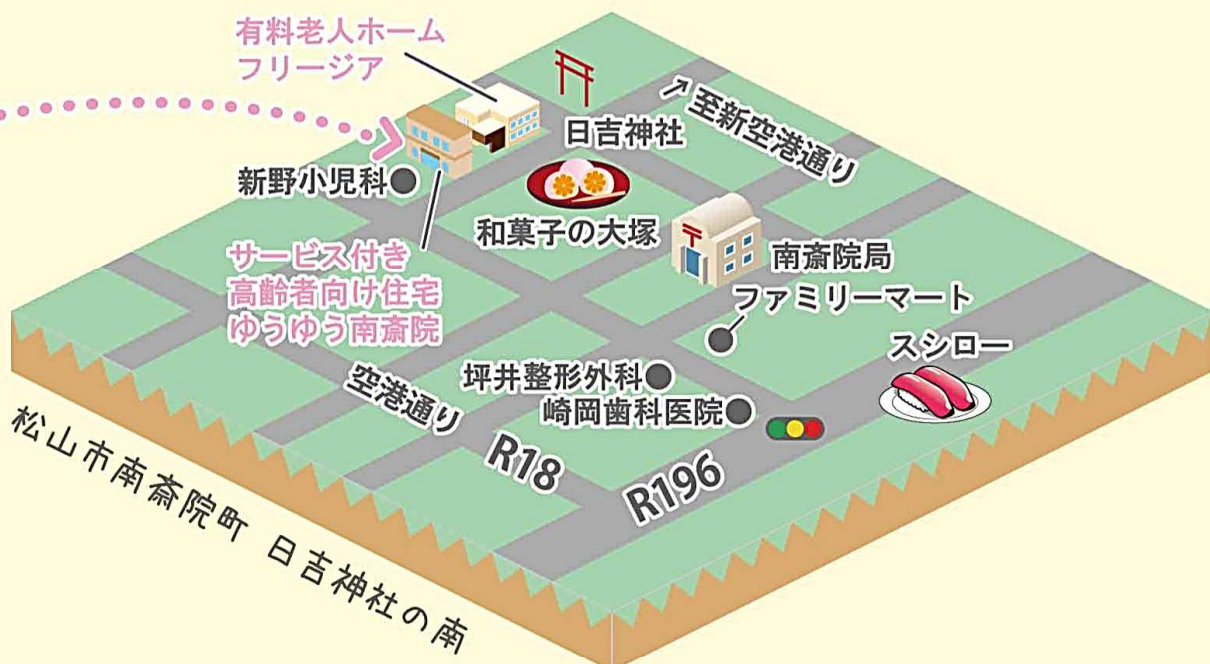 有料老人ホーム
フリージア
日吉神社
↗至新空港通り
新野小児科
和菓子の大塚
サービス付き
高齢者向け住宅
ゆうゆう南斎院
南斎院局
ファミリーマート
スシロー
坪井整形外科
崎岡歯科医院
空港通り
R18
R196
松山市南斎院町 日吉神社の南